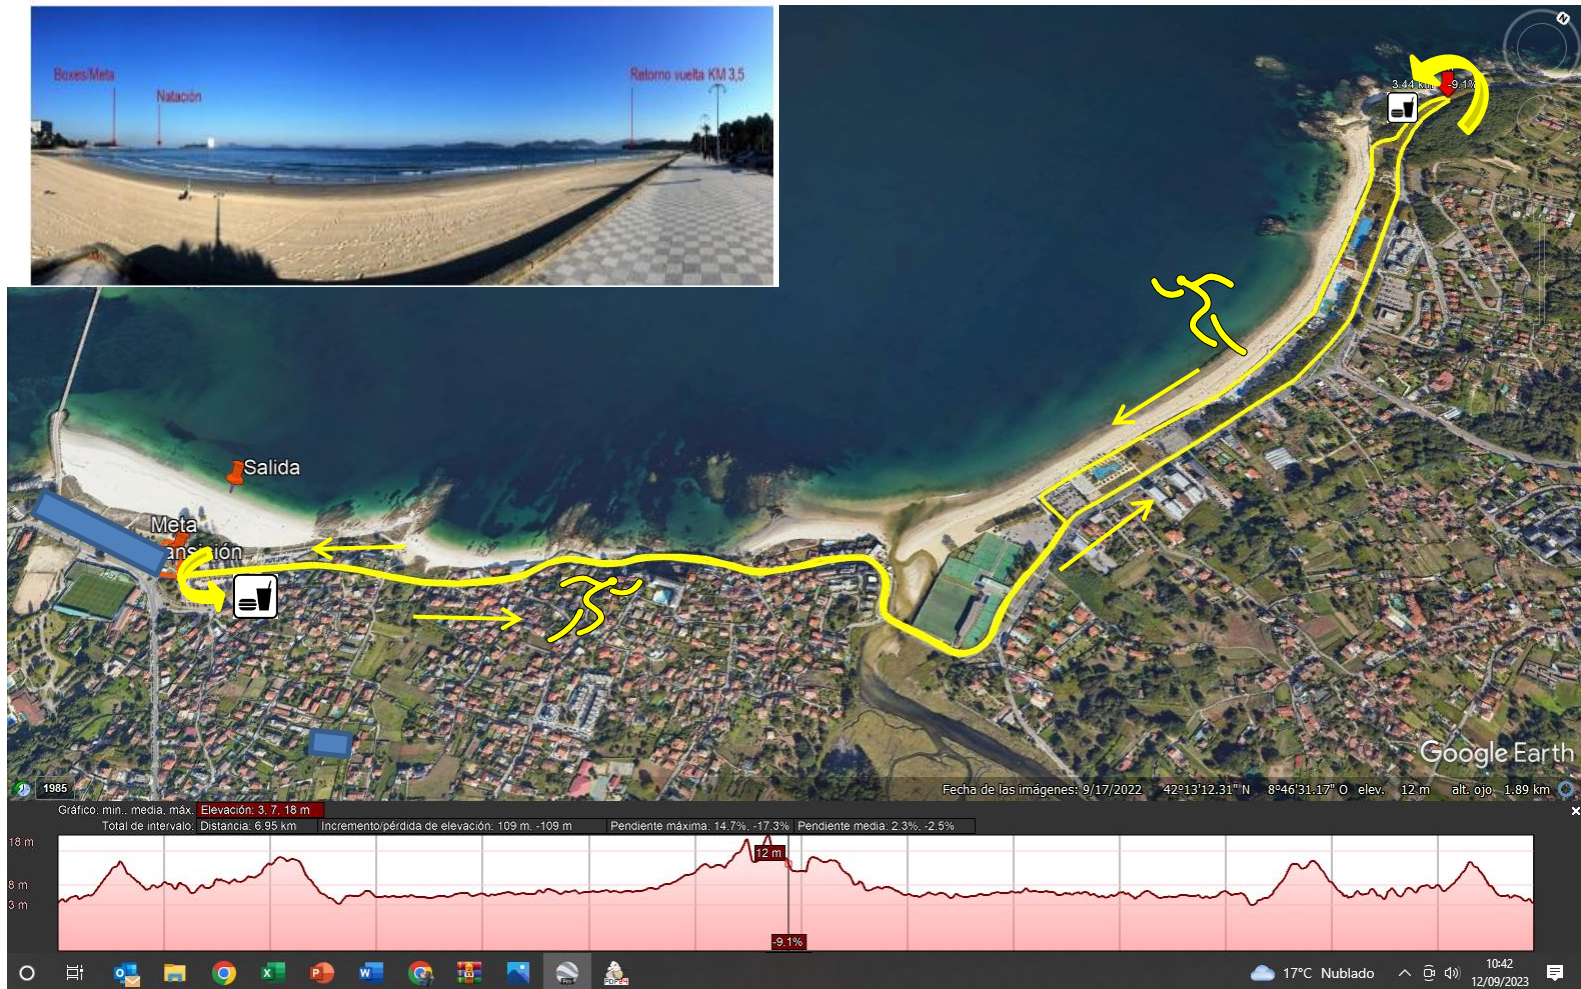 Boxes/Meta
Natación
Retorno vuelta KM 3,5
N
3.44 km
-9.1%
Salida
Meta
ansisión
Google Earth
1985
Fecha de las imágenes: 9/17/2022 42°13'12.31" N 8°46'31.17" O elev. 12 m alt. ojo 1.89 km
Gráfico: mín., media, máx. Elevación: 3, 7, 18 m
Total de intervalo: Distancia: 6.95 km Incremento/pérdida de elevación: 109 m, -109 m Pendiente máxima: 14.7%, -17.3% Pendiente media: 2.3%, -2.5%
18 m
12 m
8 m
3 m
-9.1%
17°C Nublado
10:42
12/09/2023